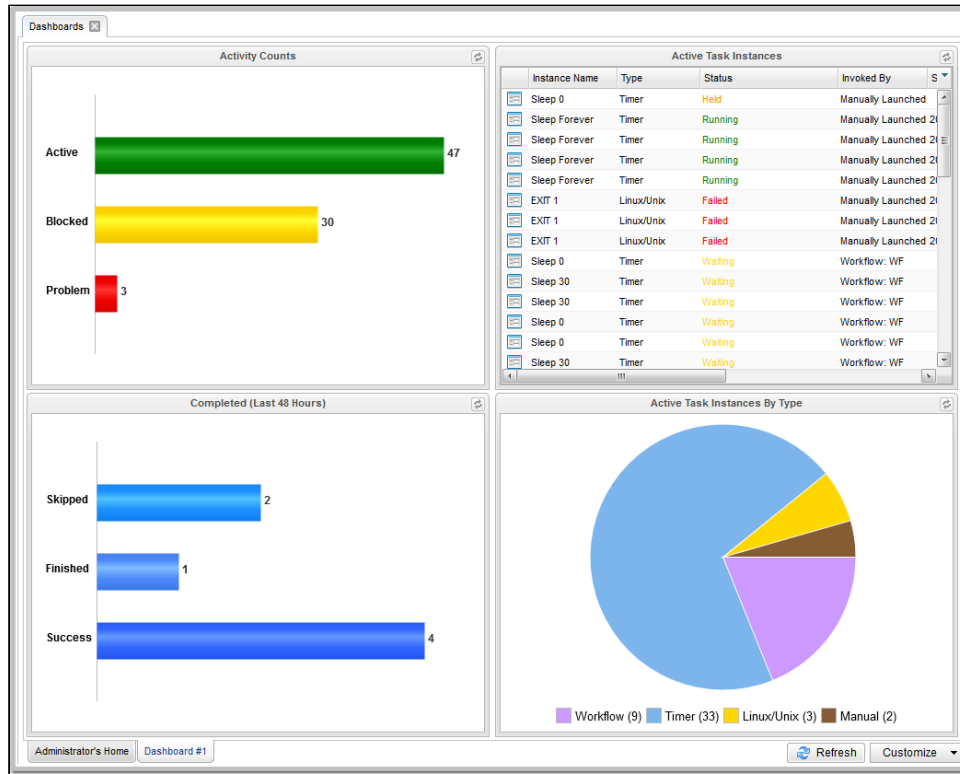 Dashboards
Activity Counts
Active 47
Blocked 30
Problem 3
Active Task Instances
Instance Name Type Status Invoked By S
Sleep 0 Timer Held Manually Launched
Sleep Forever Timer Running Manually Launched 20
Sleep Forever Timer Running Manually Launched 20
Sleep Forever Timer Running Manually Launched 20
Sleep Forever Timer Running Manually Launched 20
EXIT 1 Linux/Unix Failed Manually Launched 20
EXIT 1 Linux/Unix Failed Manually Launched 20
EXIT 1 Linux/Unix Failed Manually Launched 20
Sleep 0 Timer Waiting Workflow: WF
Sleep 30 Timer Waiting Workflow: WF
Sleep 30 Timer Waiting Workflow: WF
Sleep 0 Timer Waiting Workflow: WF
Sleep 0 Timer Waiting Workflow: WF
Sleep 30 Timer Waiting Workflow: WF
Completed (Last 48 Hours)
Skipped 2
Finished 1
Success 4
Active Task Instances By Type
Workflow (9) Timer (33) Linux/Unix (3) Manual (2)
Administrator's Home Dashboard #1 Refresh Customize